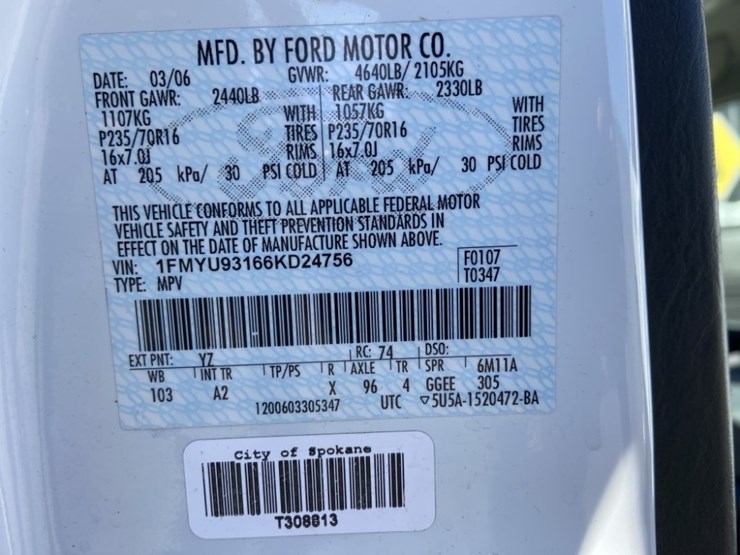 MFD. BY FORD MOTOR CO.
DATE: 03/06 GVWR: 4640LB/ 2105KG
FRONT GAWR: 2440LB REAR GAWR: 2330LB
1107KG WITH 1057KG WITH
P235/70R16 TIRES P235/70R16 TIRES
16x7.0J RIMS 16x7.0J RIMS
AT 205 kPa/ 30 PSI COLD AT 205 kPa/ 30 PSI COLD
Ford
THIS VEHICLE CONFORMS TO ALL APPLICABLE FEDERAL MOTOR
VEHICLE SAFETY AND THEFT PREVENTION STANDARDS IN
EFFECT ON THE DATE OF MANUFACTURE SHOWN ABOVE.
VIN: 1FMYU93166KD24756 F0107
TYPE: MPV T0347
EXT PNT: YZ RC: 74 DSO:
WB INT TR TP/PS R AXLE TR SPR 6M11A
103 A2 X 96 4 GGEE 305
1200603305347 UTC ▽5U5A-1520472-BA
City of Spokane
T308813